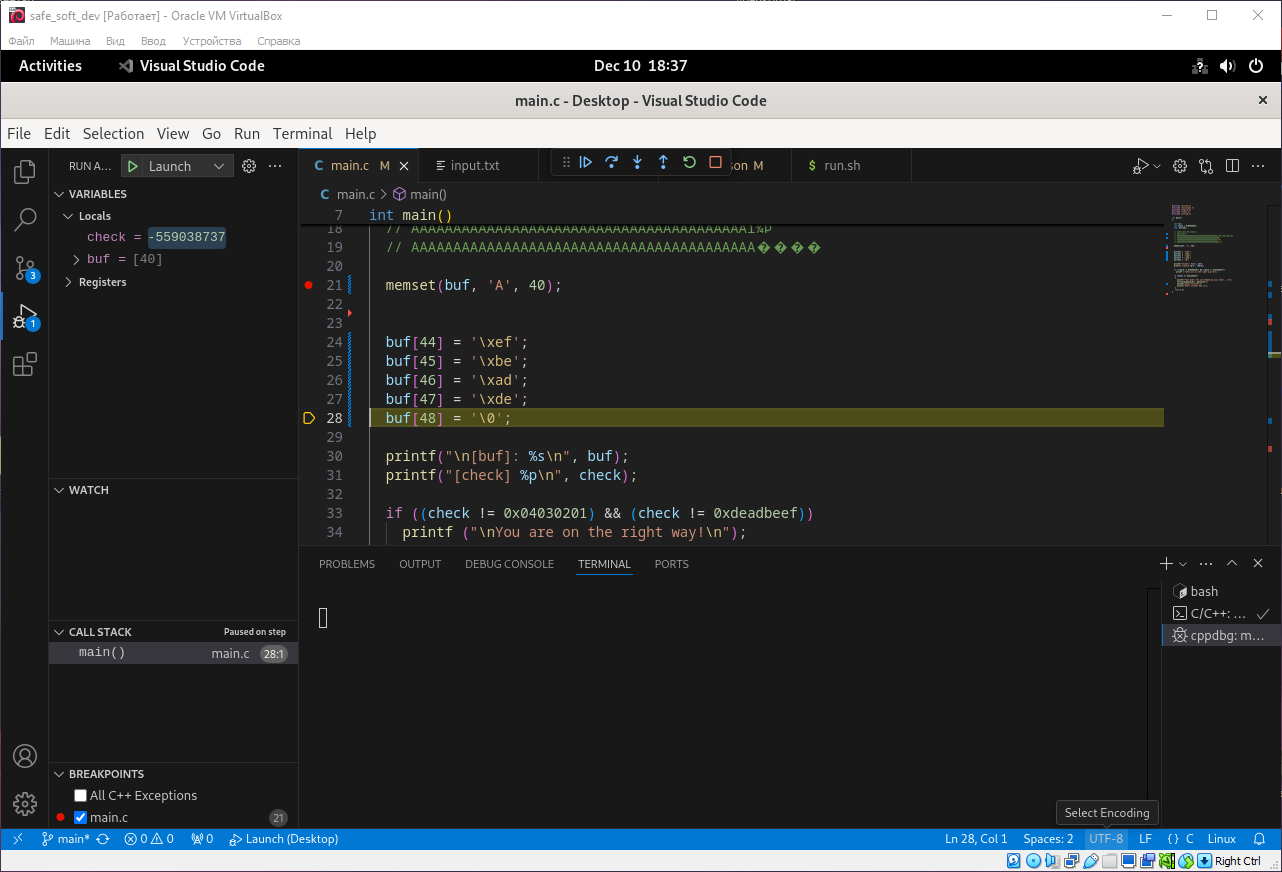 safe_soft_dev [Работает] - Oracle VM VirtualBox
Файл Машина Вид Ввод Устройства Справка
Activities Visual Studio Code Dec 10 18:37
main.c - Desktop - Visual Studio Code
File Edit Selection View Go Run Terminal Help
RUN A... Launch
main.c M input.txt son M run.sh
VARIABLES
Locals
check = -559038737
buf = [40]
Registers
WATCH
CALL STACK Paused on step
main() main.c 28:1
BREAKPOINTS
All C++ Exceptions
main.c 21
3
1
main.c > main()
7 int main()
18
19 // AAAAAAAAAAAAAAAAAAAAAAAAAAAAAAAAAAAAAAAA����
20
21 memset(buf, 'A', 40);
22
23
24 buf[44] = '\xef';
25 buf[45] = '\xbe';
26 buf[46] = '\xad';
27 buf[47] = '\xde';
28 buf[48] = '\0';
29
30 printf("\n[buf]: %s\n", buf);
31 printf("[check] %p\n", check);
32
33 if ((check != 0x04030201) && (check != 0xdeadbeef))
34 printf ("\nYou are on the right way!\n");
PROBLEMS OUTPUT DEBUG CONSOLE TERMINAL PORTS
bash
C/C++: ...
cppdbg: m...
Select Encoding
main* 0 0 0 Launch (Desktop) Ln 28, Col 1 Spaces: 2 UTF-8 LF {} C Linux
Right Ctrl